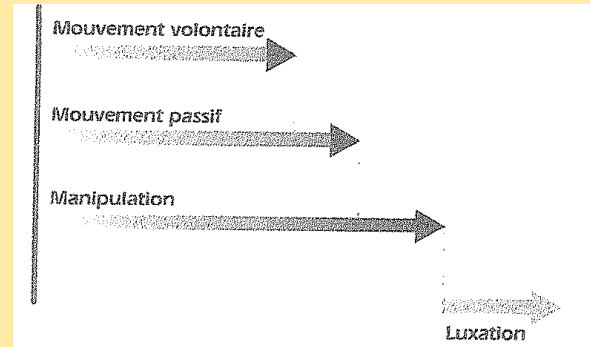 Mouvement volontaire
Mouvement passif
Manipulation
Luxation